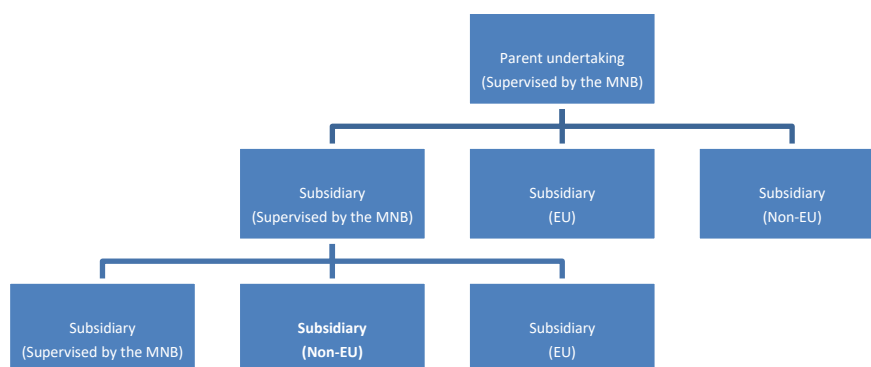 Parent undertaking
(Supervised by the MNB)
Subsidiary
(Supervised by the MNB)
Subsidiary
(EU)
Subsidiary
(Non-EU)
Subsidiary
(Supervised by the MNB)
Subsidiary
(Non-EU)
Subsidiary
(EU)